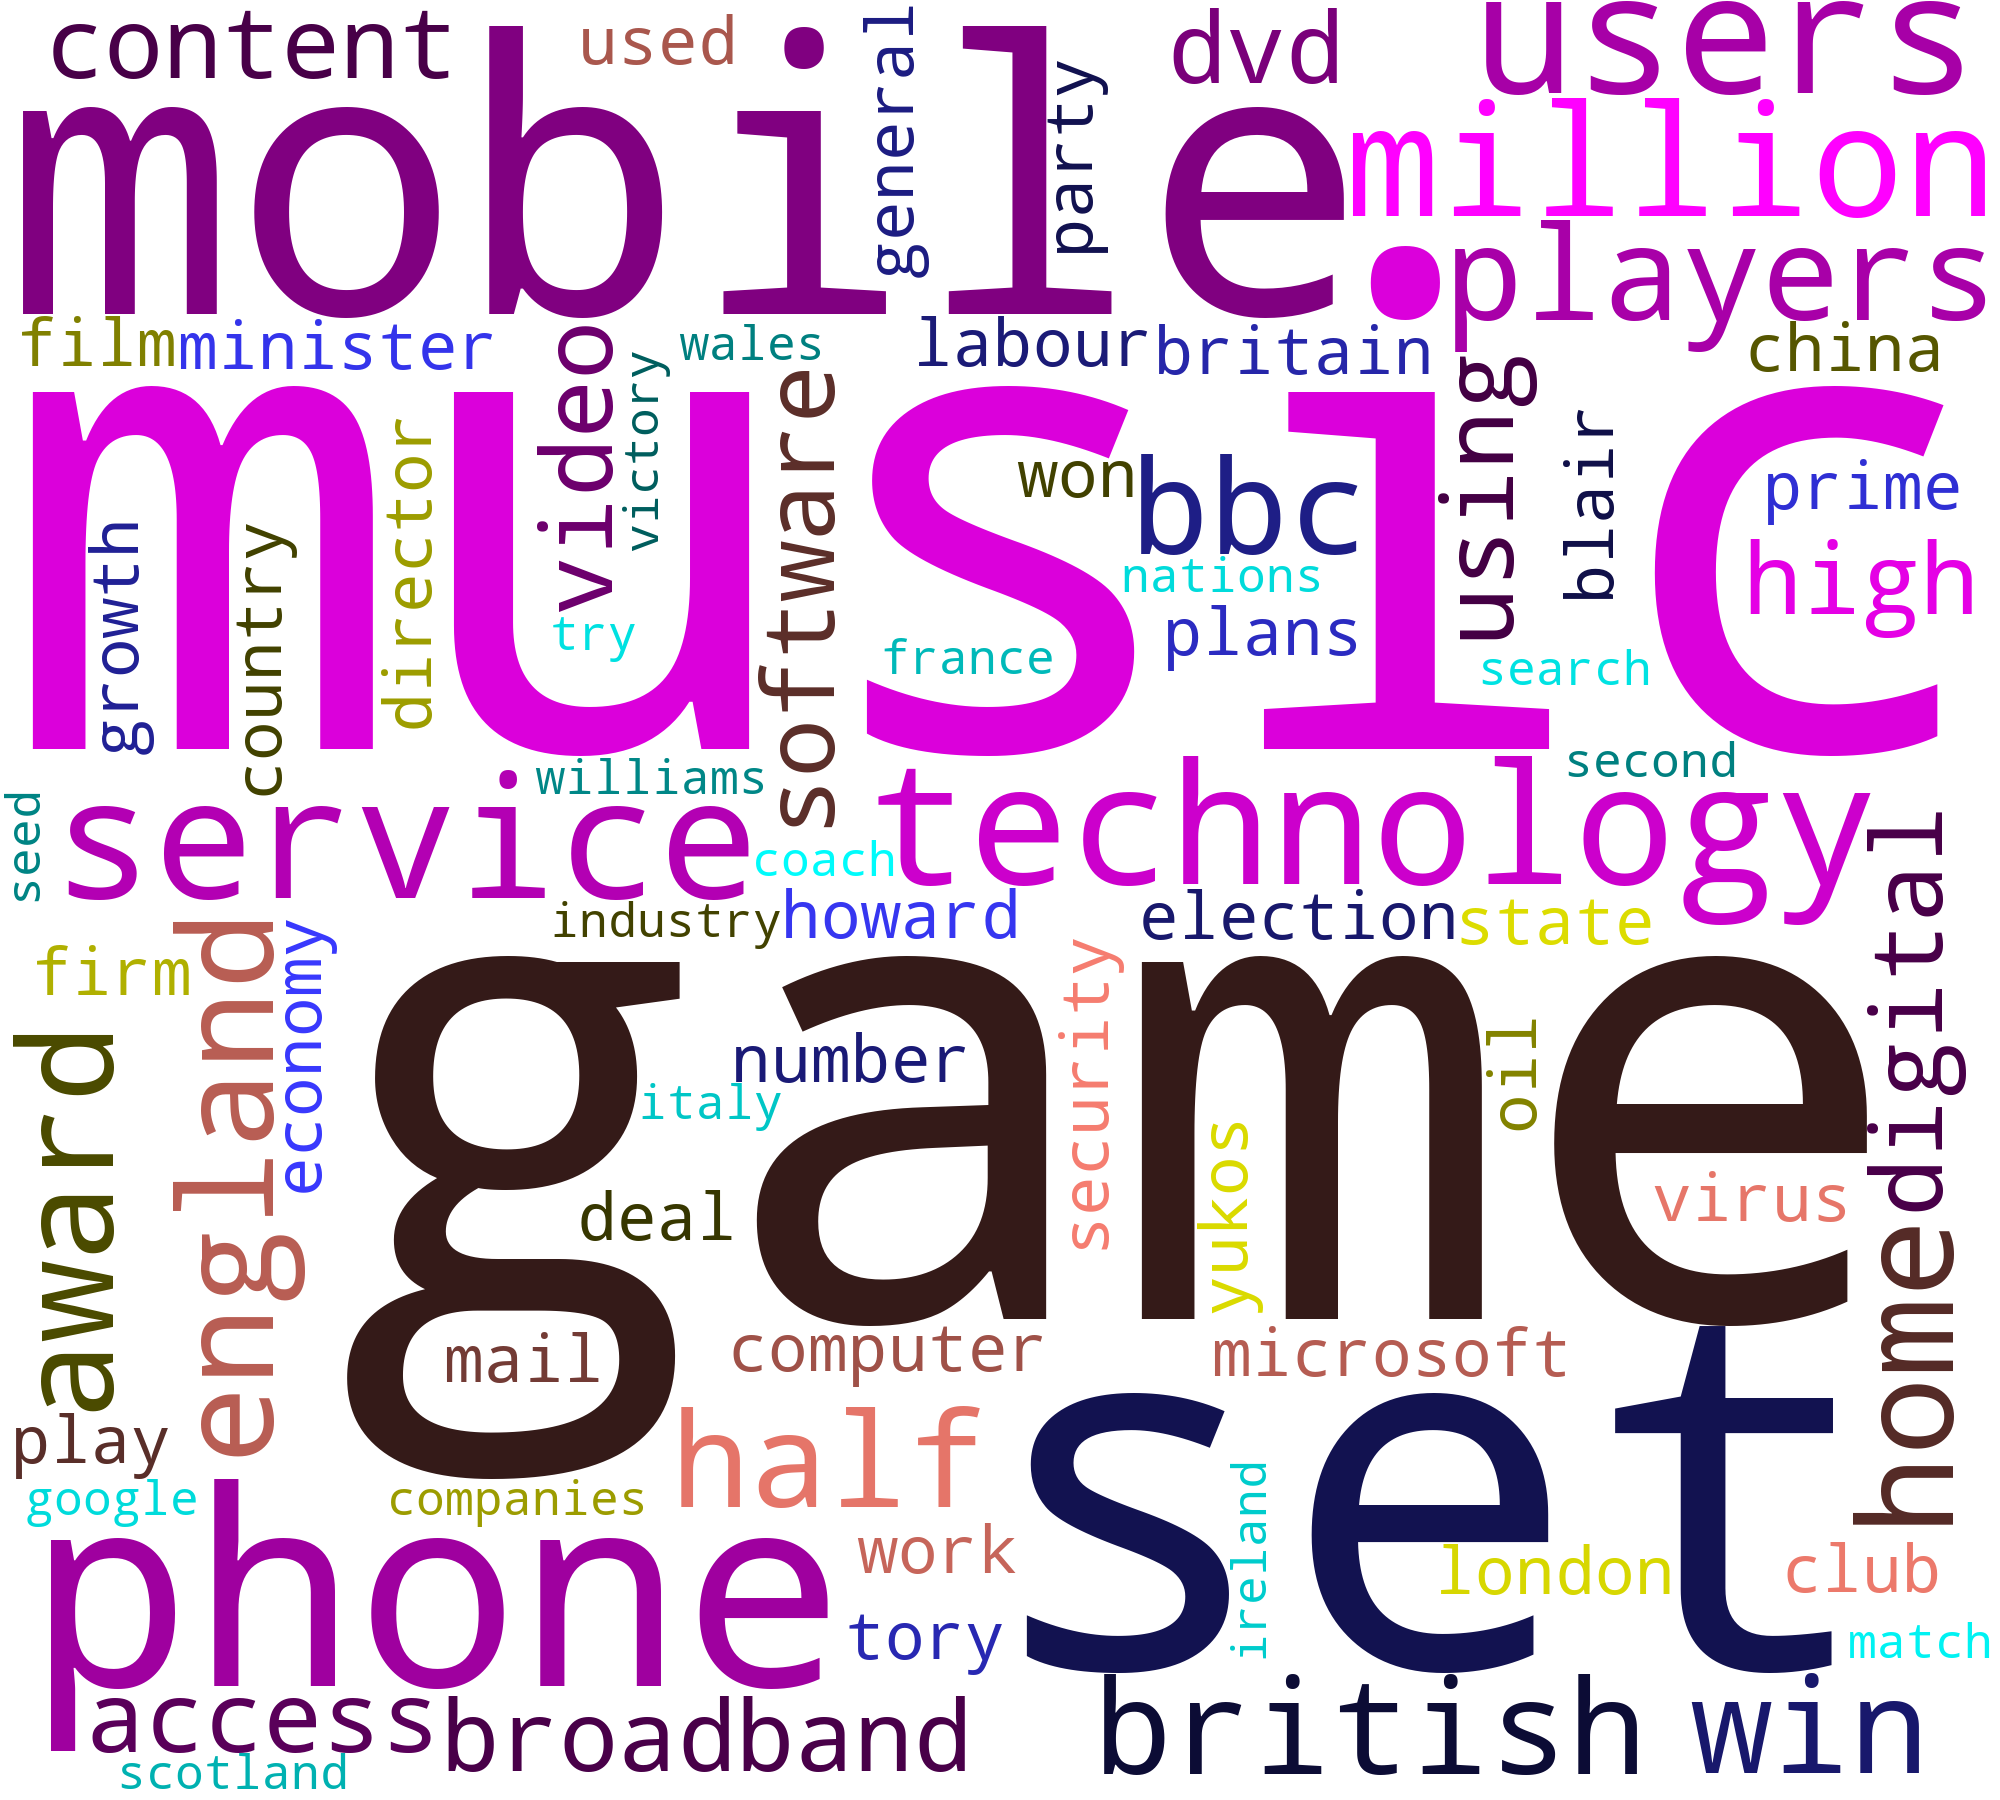 content
used
general
party
dvd
users
mobile
million
players
film
minister
video
victory
wales
labour
britain
using
china
music
director
software
won
bbc
blair
prime
growth
country
nations
high
try
france
plans
search
seed
service
williams
coach
technology
second
digital
industry
howard
election
state
firm
england
economy
security
award
game
number
italy
oil
yukos
deal
virus
home
mail
computer
microsoft
play
half
set
google
companies
phone
work
ireland
london
club
tory
match
access
broadband
british
win
scotland